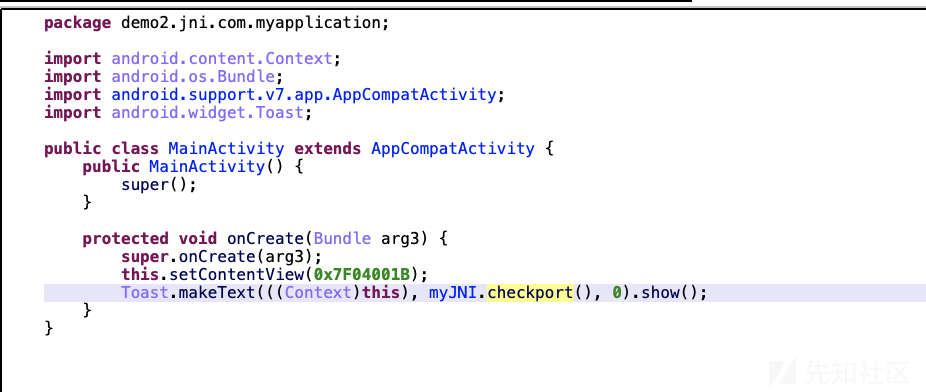 package demo2.jni.com.myapplication;
import android.content.Context;
import android.os.Bundle;
import android.support.v7.app.AppCompatActivity;
import android.widget.Toast;
public class MainActivity extends AppCompatActivity {
    public MainActivity() {
        super();
    }
    protected void onCreate(Bundle arg3) {
        super.onCreate(arg3);
        this.setContentView(0x7F04001B);
        Toast.makeText(((Context)this), myJNI.checkport(), 0).show();
    }
}
先知社区